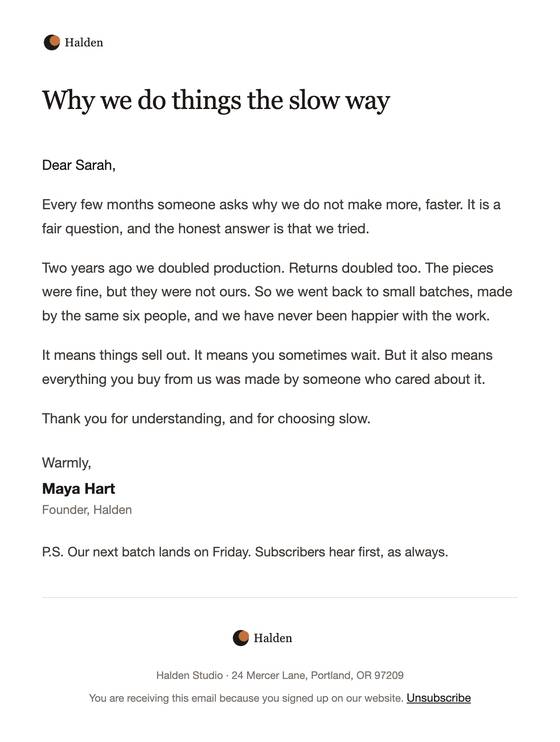 Halden
Why we do things the slow way
Dear Sarah,
Every few months someone asks why we do not make more, faster. It is a
fair question, and the honest answer is that we tried.
Two years ago we doubled production. Returns doubled too. The pieces
were fine, but they were not ours. So we went back to small batches, made
by the same six people, and we have never been happier with the work.
It means things sell out. It means you sometimes wait. But it also means
everything you buy from us was made by someone who cared about it.
Thank you for understanding, and for choosing slow.
Warmly,
Maya Hart
Founder, Halden
P.S. Our next batch lands on Friday. Subscribers hear first, as always.
Halden
Halden Studio · 24 Mercer Lane, Portland, OR 97209
You are receiving this email because you signed up on our website. Unsubscribe